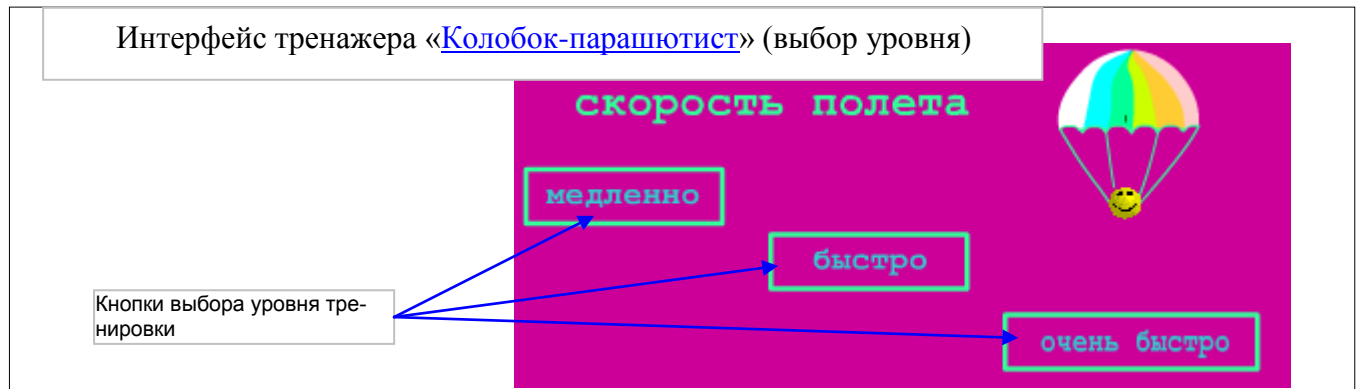 Интерфейс тренажера «Колобок-парашютист» (выбор уровня)
скорость полета
медленно
быстро
Кнопки выбора уровня тре-
нировки
очень быстро